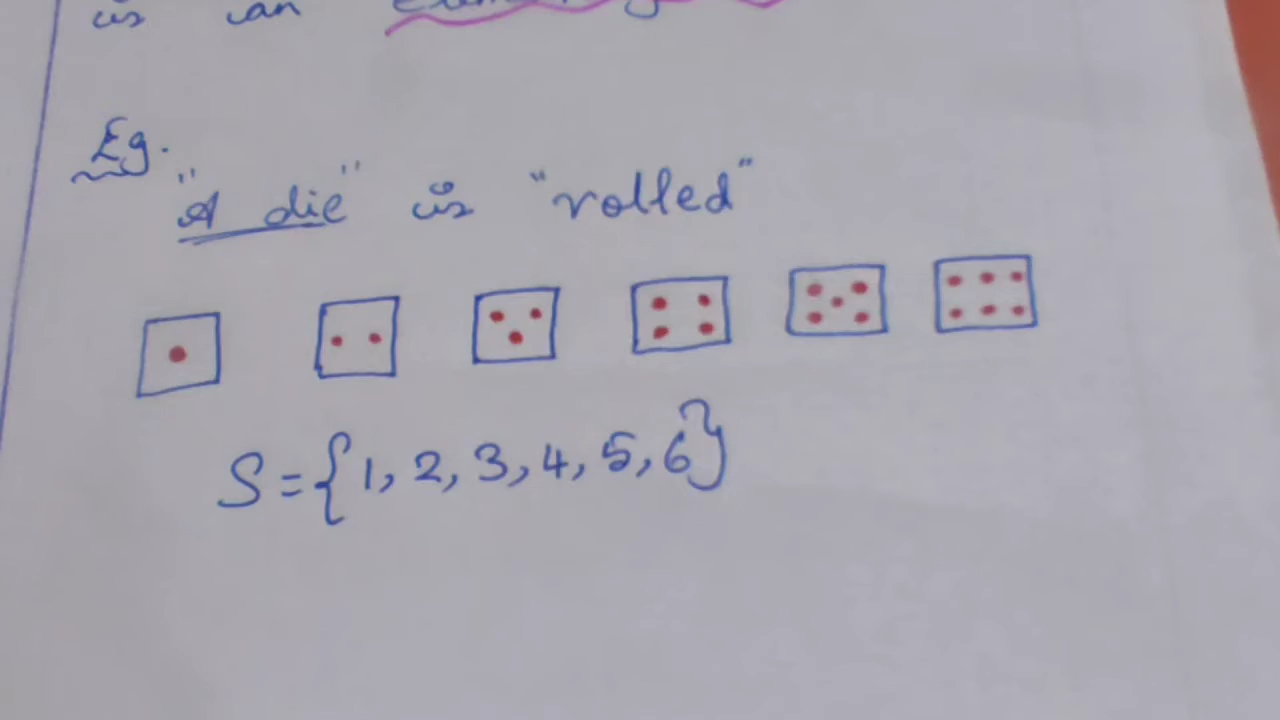 is an
Eg.
"A die" is "rolled"
S = {1, 2, 3, 4, 5, 6}